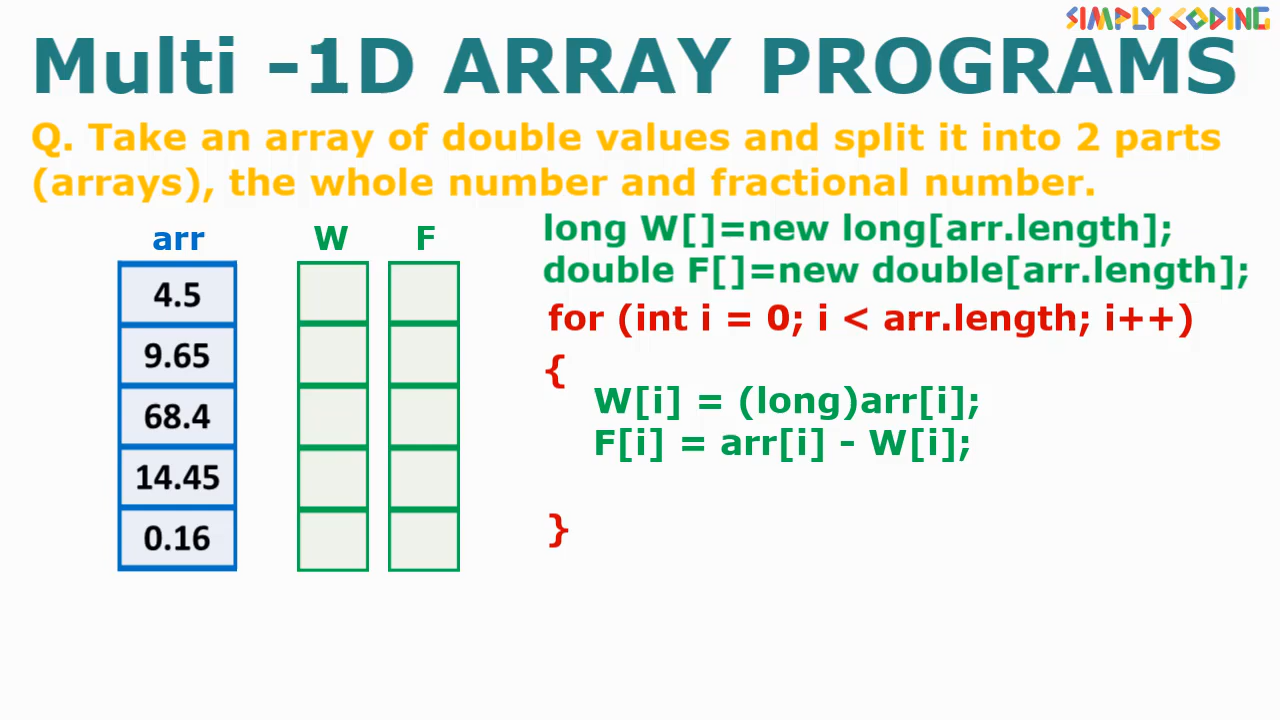 SIMPLY CODING
Multi -1D ARRAY PROGRAMS
Q. Take an array of double values and split it into 2 parts
(arrays), the whole number and fractional number.
arr W F
4.5
9.65
68.4
14.45
0.16
long W[]=new long[arr.length];
double F[]=new double[arr.length];
for (int i = 0; i < arr.length; i++)
{
W[i] = (long)arr[i];
F[i] = arr[i] - W[i];
}